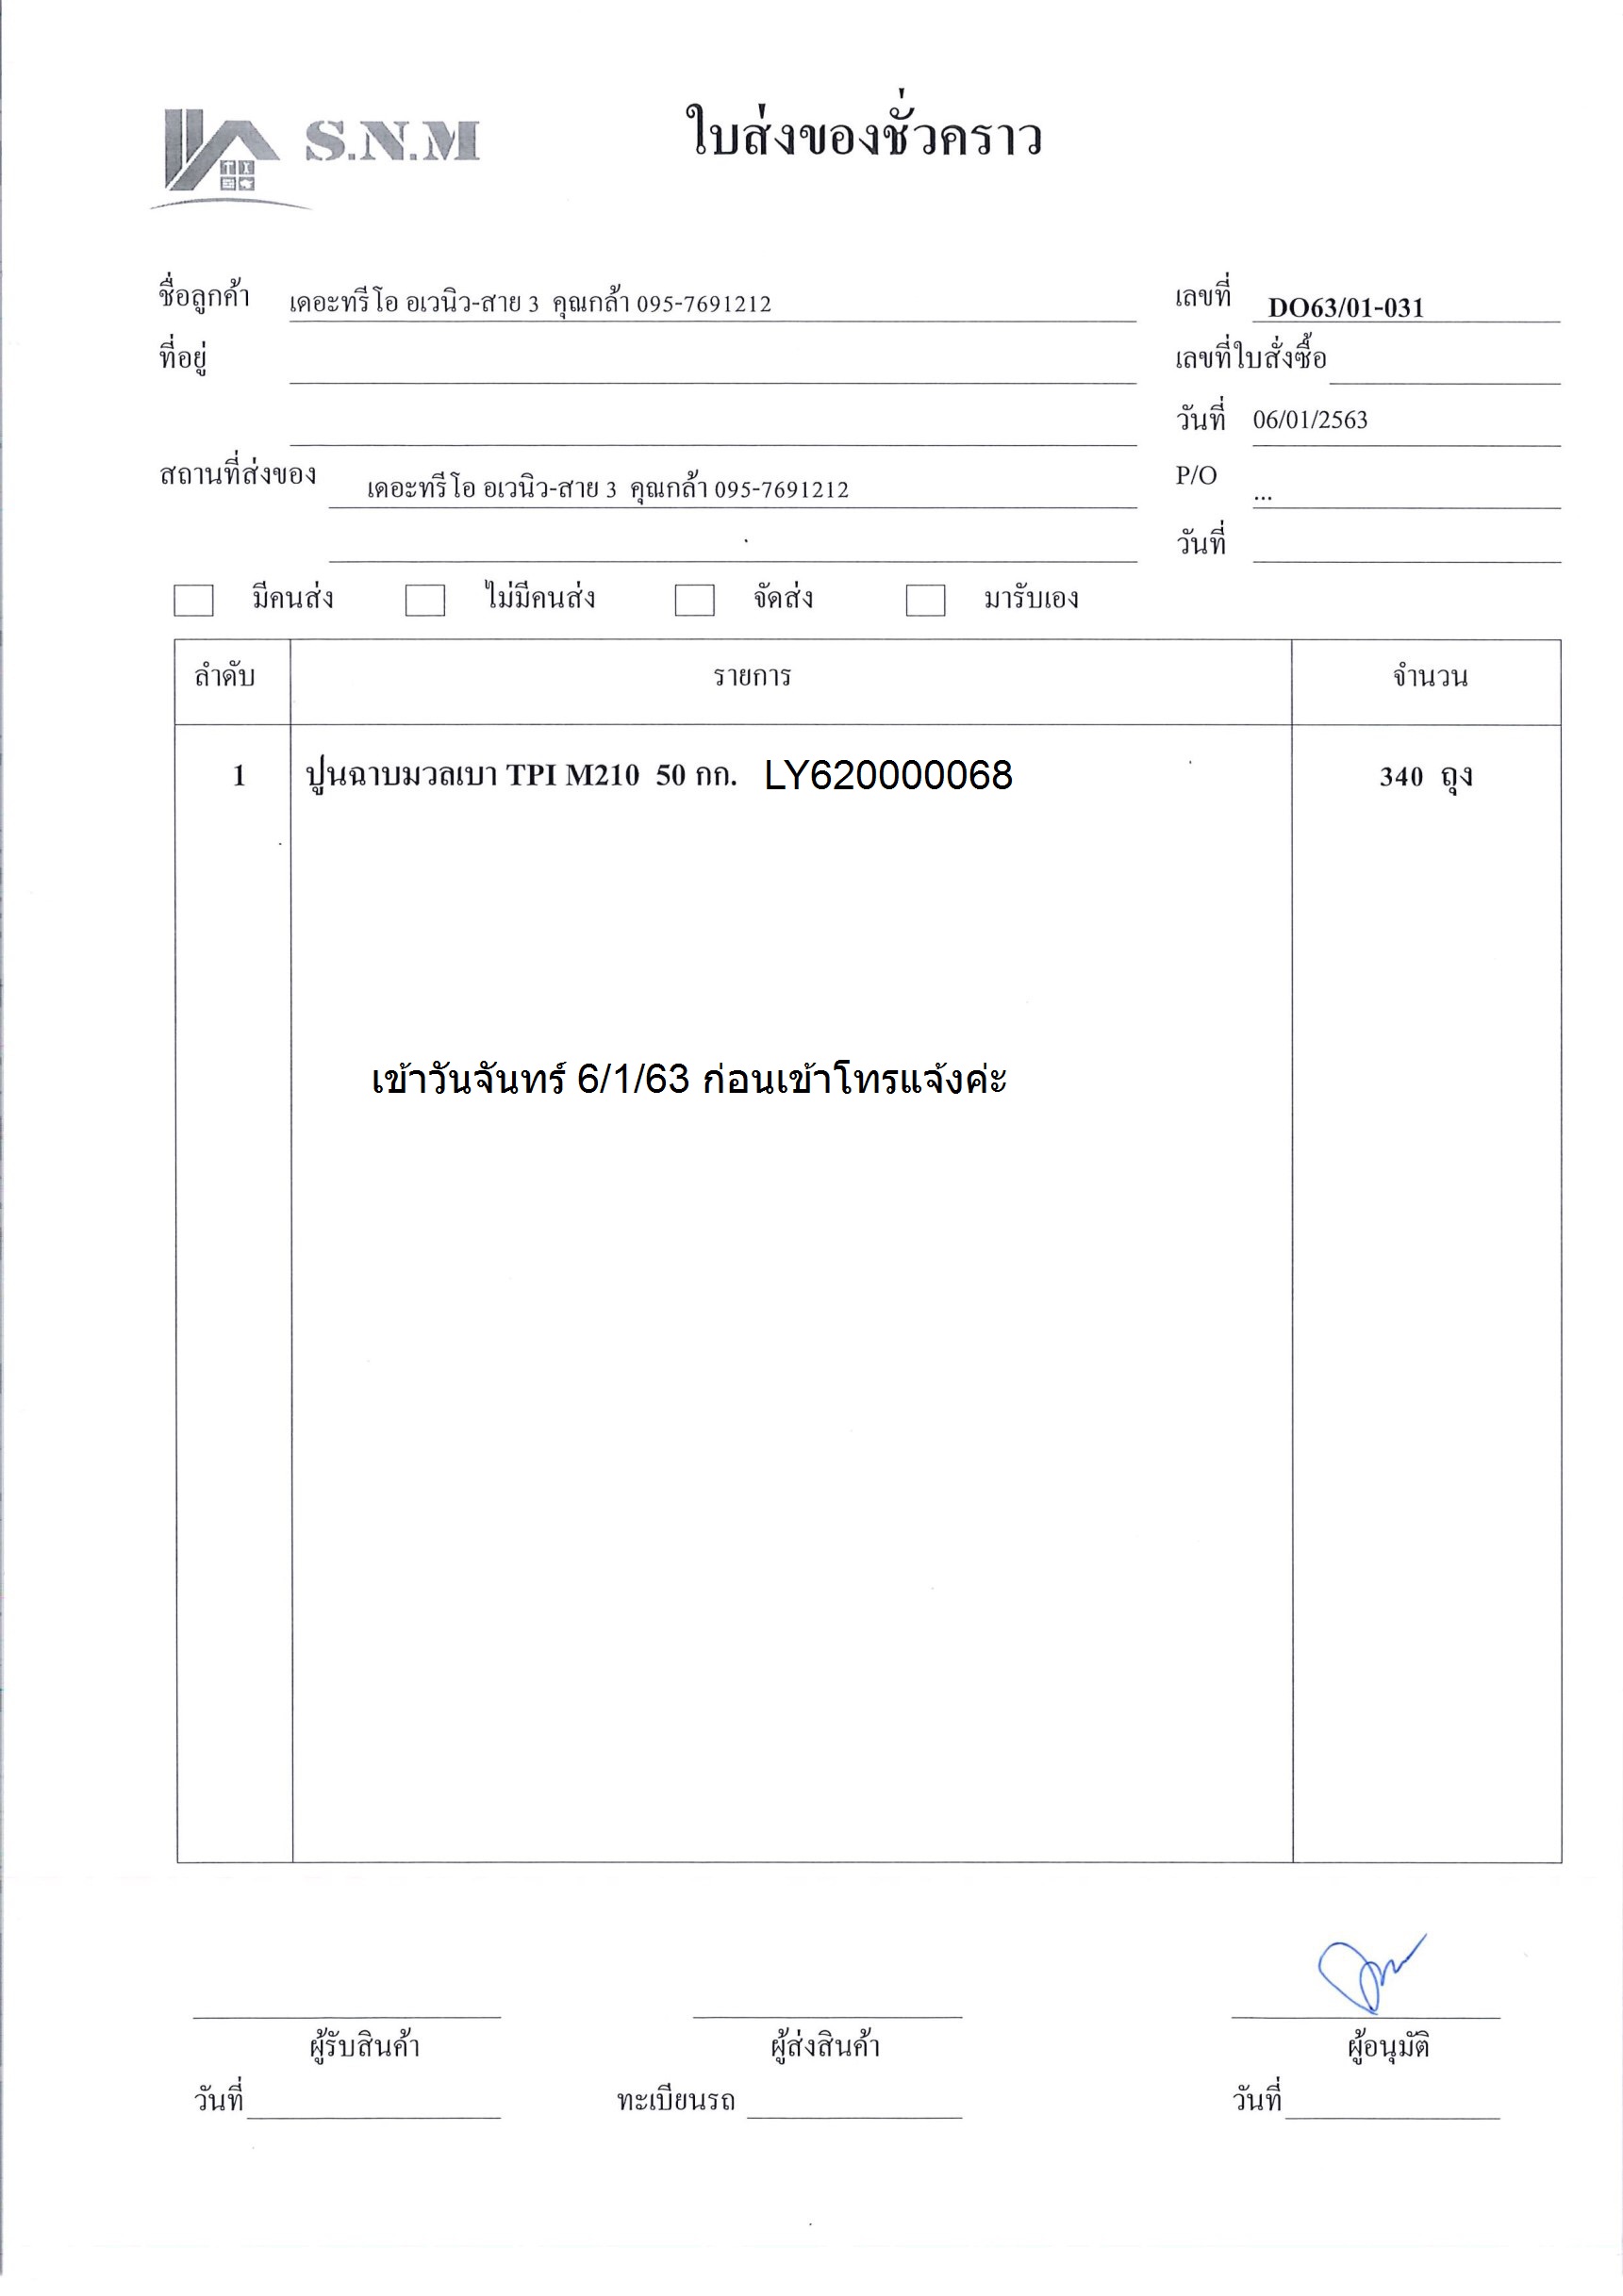 S.N.M
ใบส่งของชั่วคราว
ชื่อลูกค้า เดอะทรีโอ อเวนิว-สาย 3 คุณกล้า 095-7691212 เลขที่ DO63/01-031
ที่อยู่ เลขที่ใบสั่งซื้อ
วันที่ 06/01/2563
สถานที่ส่งของ เดอะทรีโอ อเวนิว-สาย 3 คุณกล้า 095-7691212 P/O ...
วันที่
มีคนส่ง ไม่มีคนส่ง จัดส่ง มารับเอง
ลำดับ รายการ จำนวน
1 ปูนฉาบมวลเบา TPI M210 50 กก. LY620000068 340 ถุง
เข้าวันจันทร์ 6/1/63 ก่อนเข้าโทรแจ้งค่ะ
ผู้รับสินค้า ผู้ส่งสินค้า ผู้อนุมัติ
วันที่ ทะเบียนรถ วันที่